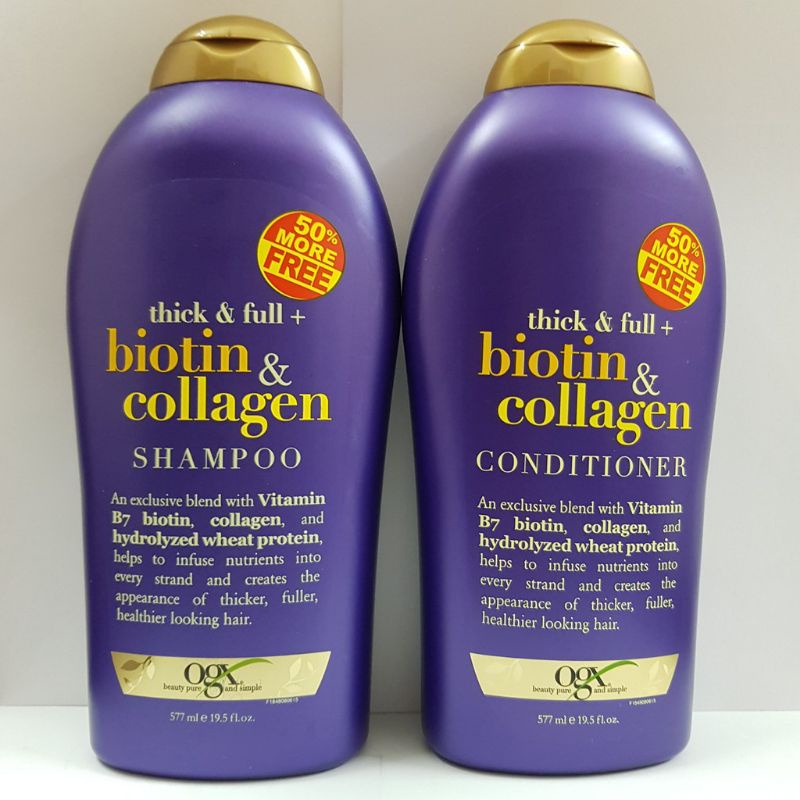 50%
MORE
FREE
thick & full +
biotin
&
collagen
SHAMPOO
An exclusive blend with Vitamin
B7 biotin, collagen, and
hydrolyzed wheat protein,
helps to infuse nutrients into
every strand and creates the
appearance of thicker, fuller,
healthier looking hair.
ogx®
beauty pure and simple
F1848080615
577 ml e 19.5 fl.oz.
50%
MORE
FREE
thick & full +
biotin
&
collagen
CONDITIONER
An exclusive blend with Vitamin
B7 biotin, collagen, and
hydrolyzed wheat protein,
helps to infuse nutrients into
every strand and creates the
appearance of thicker, fuller,
healthier looking hair.
ogx®
beauty pure and simple
577 ml e 19.5 fl.oz.